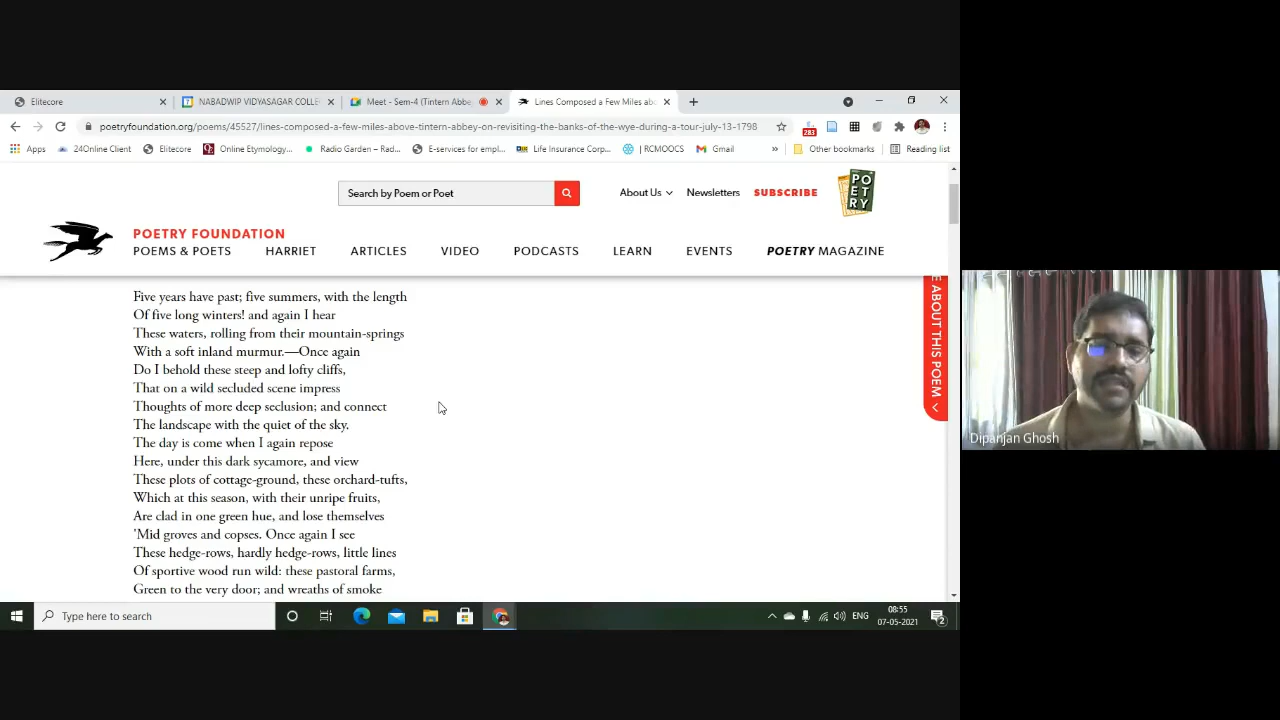 Elitecore
NABADWIP VIDYASAGAR COLLE
Meet - Sem-4 (Tintern Abbe
Lines Composed a Few Miles abo
poetryfoundation.org/poems/45527/lines-composed-a-few-miles-above-tintern-abbey-on-revisiting-the-banks-of-the-wye-during-a-tour-july-13-1798
283
Apps 24Online Client Elitecore Online Etymology... Radio Garden – Rad... E-services for empl... Life Insurance Corp... | RCMOOCS Gmail » Other bookmarks Reading list
Search by Poem or Poet
About Us Newsletters SUBSCRIBE
PO
ET
RY
POETRY FOUNDATION
POEMS & POETS HARRIET ARTICLES VIDEO PODCASTS LEARN EVENTS POETRY MAGAZINE
Five years have past; five summers, with the length
Of five long winters! and again I hear
These waters, rolling from their mountain-springs
With a soft inland murmur.—Once again
Do I behold these steep and lofty cliffs,
That on a wild secluded scene impress
Thoughts of more deep seclusion; and connect
The landscape with the quiet of the sky.
The day is come when I again repose
Here, under this dark sycamore, and view
These plots of cottage-ground, these orchard-tufts,
Which at this season, with their unripe fruits,
Are clad in one green hue, and lose themselves
'Mid groves and copses. Once again I see
These hedge-rows, hardly hedge-rows, little lines
Of sportive wood run wild: these pastoral farms,
Green to the very door; and wreaths of smoke
ABOUT THIS POEM
Dipanjan Ghosh
Type here to search
ENG
08:55
07-05-2021
2